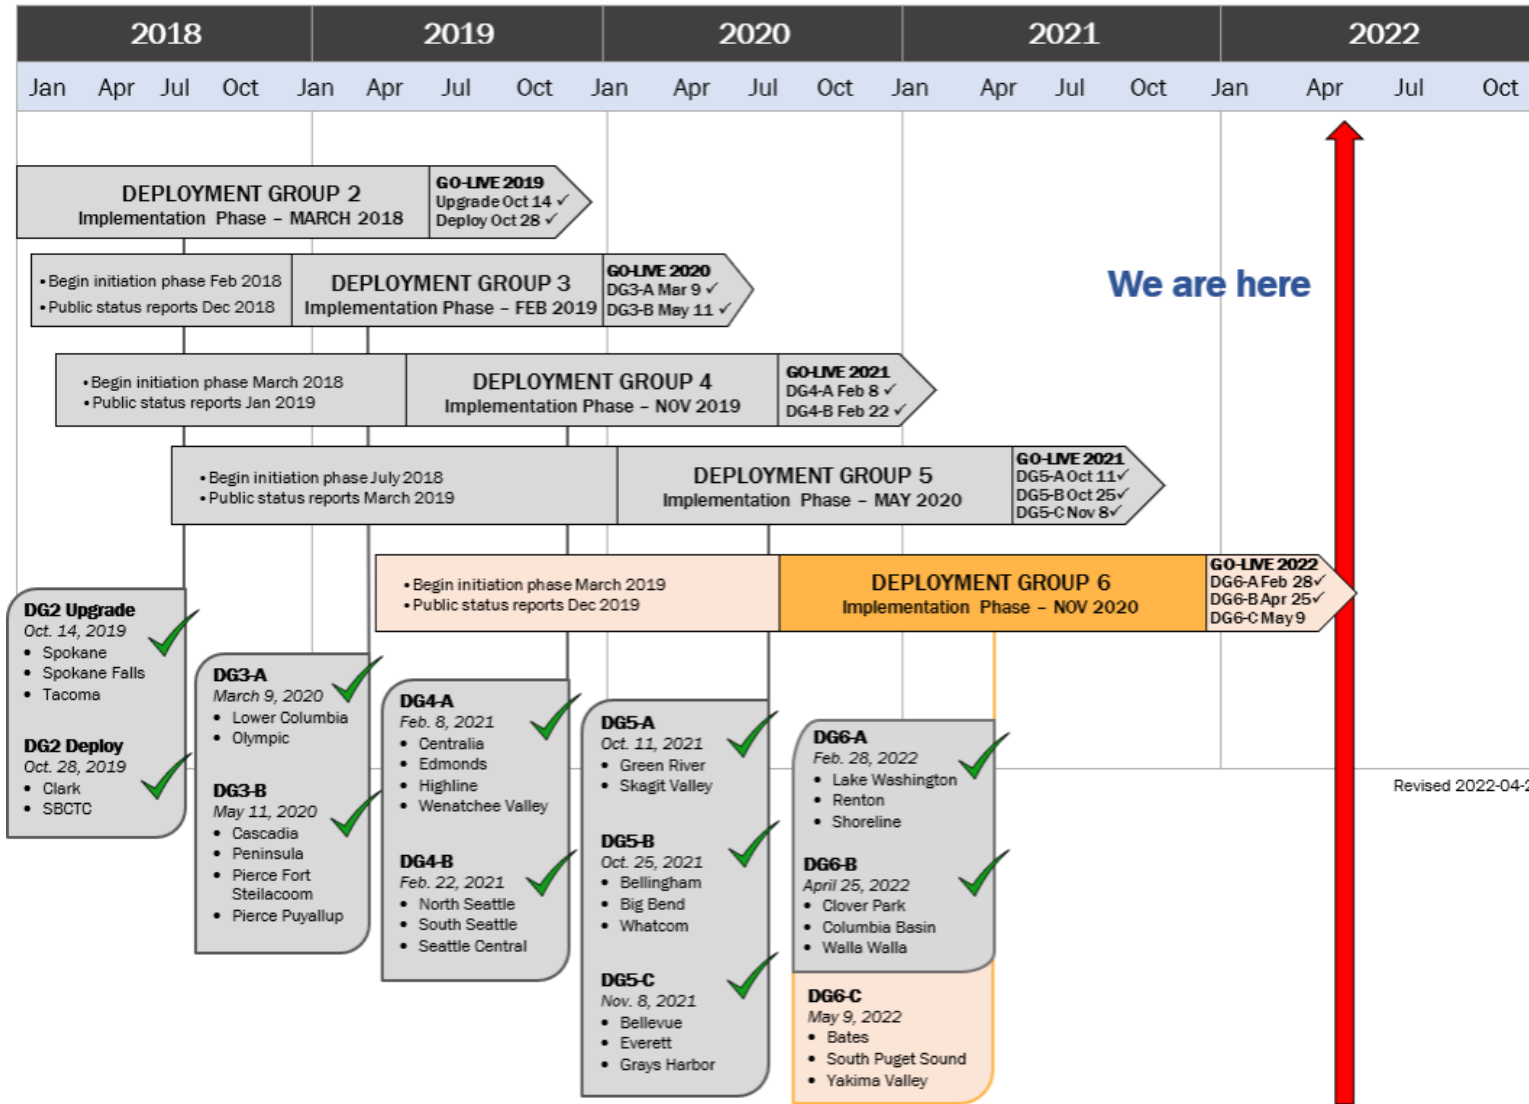 2018 2019 2020 2021 2022
Jan Apr Jul Oct Jan Apr Jul Oct Jan Apr Jul Oct Jan Apr Jul Oct Jan Apr Jul Oct
DEPLOYMENT GROUP 2
Implementation Phase – MARCH 2018
GO-LIVE 2019
Upgrade Oct 14 ✓
Deploy Oct 28 ✓
• Begin initiation phase Feb 2018
• Public status reports Dec 2018
DEPLOYMENT GROUP 3
Implementation Phase – FEB 2019
GO-LIVE 2020
DG3-A Mar 9 ✓
DG3-B May 11 ✓
We are here
• Begin initiation phase March 2018
• Public status reports Jan 2019
DEPLOYMENT GROUP 4
Implementation Phase – NOV 2019
GO-LIVE 2021
DG4-A Feb 8 ✓
DG4-B Feb 22 ✓
• Begin initiation phase July 2018
• Public status reports March 2019
DEPLOYMENT GROUP 5
Implementation Phase – MAY 2020
GO-LIVE 2021
DG5-A Oct 11✓
DG5-B Oct 25✓
DG5-C Nov 8✓
• Begin initiation phase March 2019
• Public status reports Dec 2019
DEPLOYMENT GROUP 6
Implementation Phase – NOV 2020
GO-LIVE 2022
DG6-A Feb 28✓
DG6-B Apr 25✓
DG6-C May 9
DG2 Upgrade
Oct. 14, 2019
• Spokane
• Spokane Falls
• Tacoma
DG2 Deploy
Oct. 28, 2019
• Clark
• SBCTC
DG3-A
March 9, 2020
• Lower Columbia
• Olympic
DG3-B
May 11, 2020
• Cascadia
• Peninsula
• Pierce Fort
Steilacoom
• Pierce Puyallup
DG4-A
Feb. 8, 2021
• Centralia
• Edmonds
• Highline
• Wenatchee Valley
DG4-B
Feb. 22, 2021
• North Seattle
• South Seattle
• Seattle Central
DG5-A
Oct. 11, 2021
• Green River
• Skagit Valley
DG5-B
Oct. 25, 2021
• Bellingham
• Big Bend
• Whatcom
DG5-C
Nov. 8, 2021
• Bellevue
• Everett
• Grays Harbor
DG6-A
Feb. 28, 2022
• Lake Washington
• Renton
• Shoreline
DG6-B
April 25, 2022
• Clover Park
• Columbia Basin
• Walla Walla
DG6-C
May 9, 2022
• Bates
• South Puget Sound
• Yakima Valley
Revised 2022-04-2